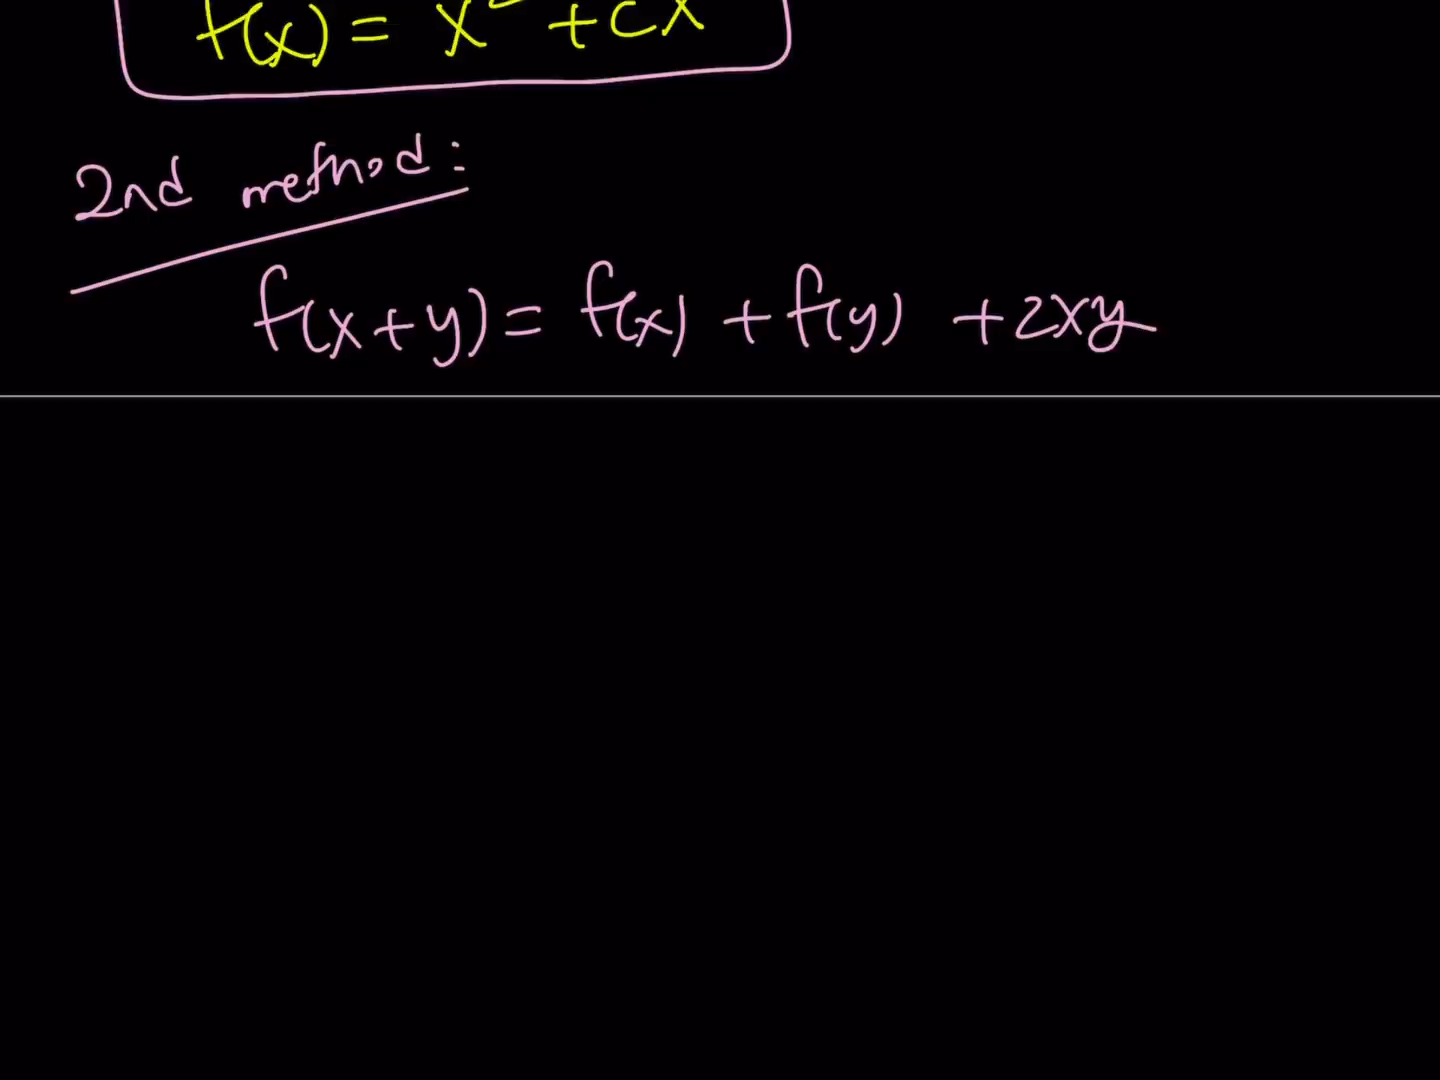 f(x) = x² + cx
2nd method:
f(x+y) = f(x) + f(y) + 2xy